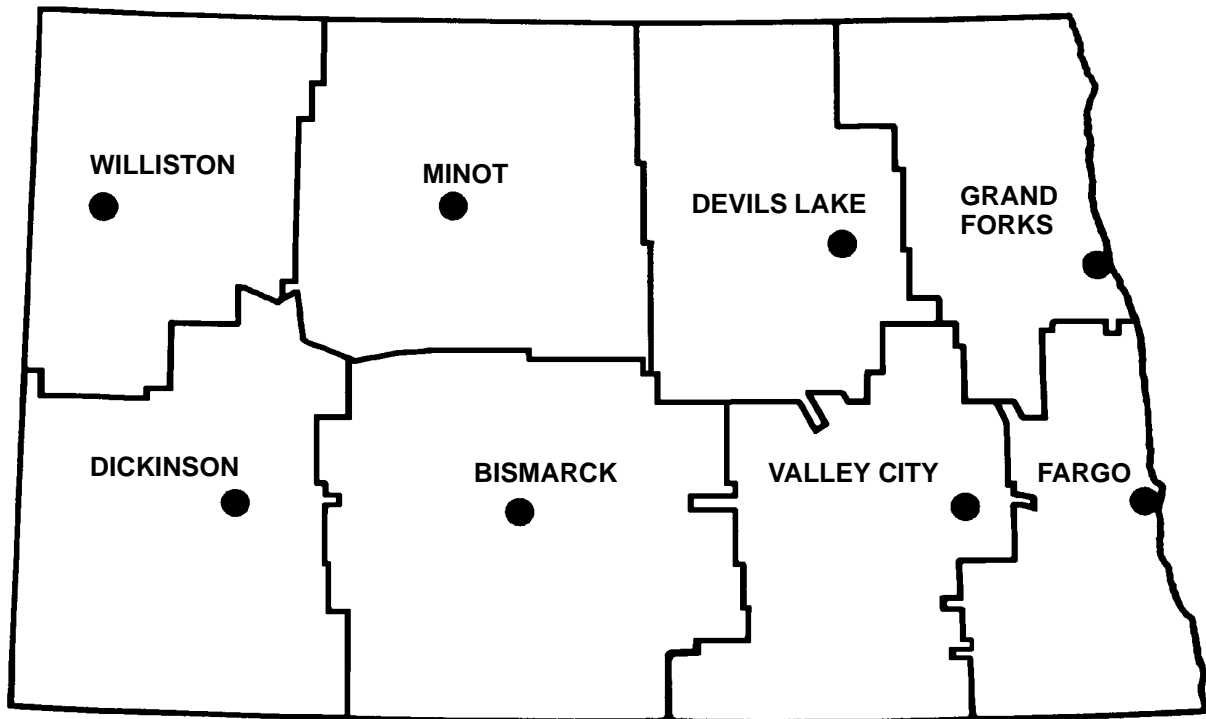 WILLISTON
MINOT
DEVILS LAKE
GRAND
FORKS
DICKINSON
BISMARCK
VALLEY CITY
FARGO